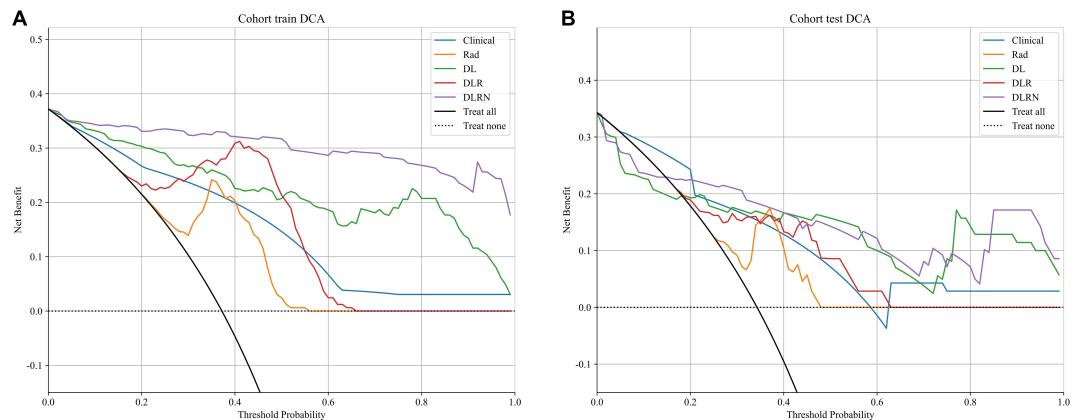 A
Cohort train DCA
0.5
0.4
0.3
0.2
0.1
0.0
-0.1
Net Benefit
0.0
0.2
0.4
0.6
0.8
1.0
Threshold Probability
Clinical
Rad
DL
DLR
DLRN
Treat all
Treat none
B
Cohort test DCA
0.4
0.3
0.2
0.1
0.0
-0.1
Net Benefit
0.0
0.2
0.4
0.6
0.8
1.0
Threshold Probability
Clinical
Rad
DL
DLR
DLRN
Treat all
Treat none